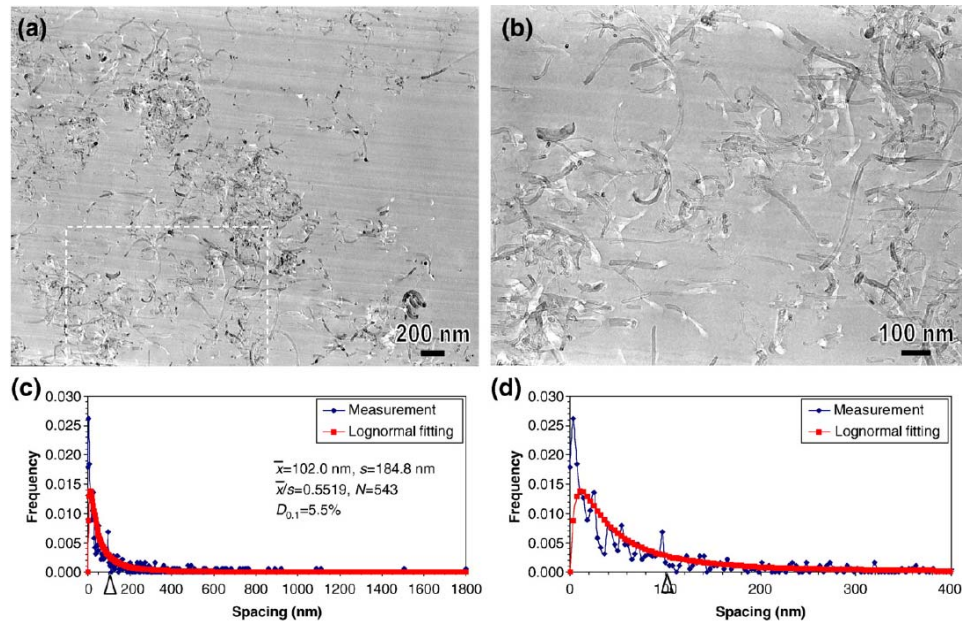 (a)
200 nm
(b)
100 nm
(c)
0.030
0.025
0.020
0.015
0.010
0.005
0.000
Frequency
0 200 400 600 800 1000 1200 1400 1600 1800
Spacing (nm)
Measurement
Lognormal fitting
x̄=102.0 nm, s=184.8 nm
x̄/s=0.5519, N=543
D0.1=5.5%
(d)
0.030
0.025
0.020
0.015
0.010
0.005
0.000
Frequency
0 100 200 300 400
Spacing (nm)
Measurement
Lognormal fitting